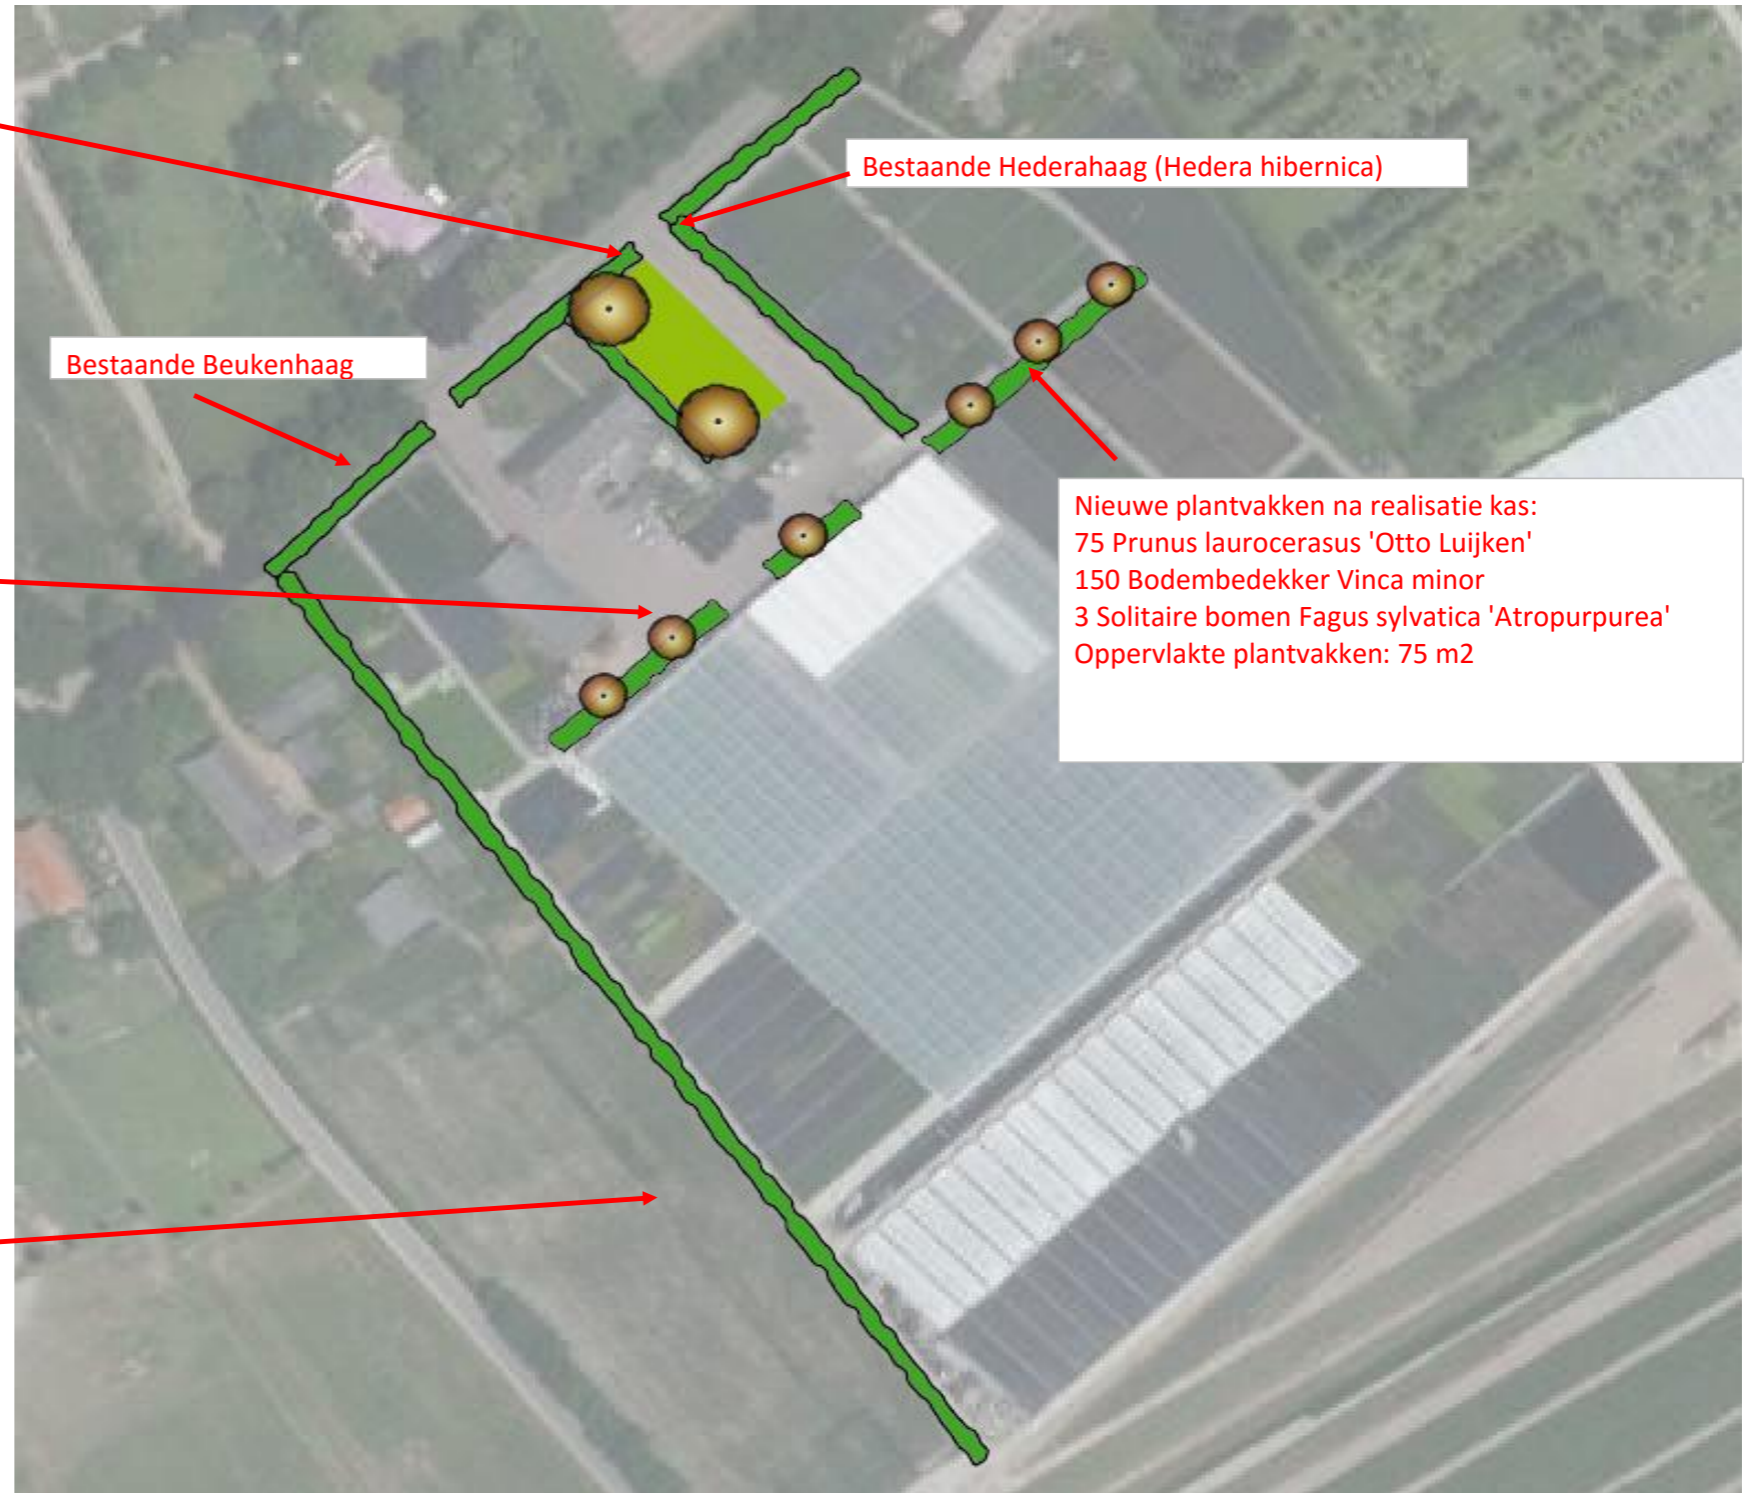 Bestaande Hederahaag (Hedera hibernica)
Bestaande Beukenhaag
Nieuwe plantvakken na realisatie kas:
75 Prunus laurocerasus 'Otto Luijken'
150 Bodembedekker Vinca minor
3 Solitaire bomen Fagus sylvatica 'Atropurpurea'
Oppervlakte plantvakken: 75 m2